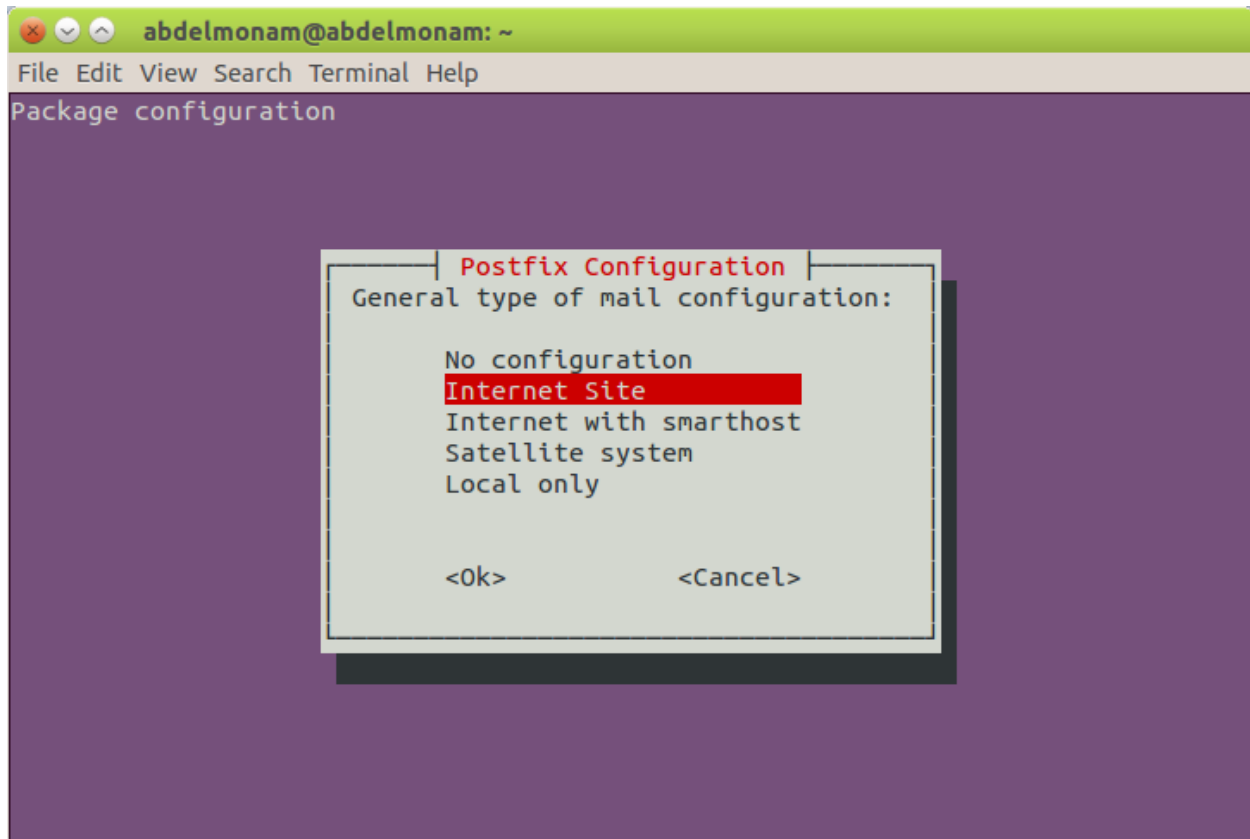 abdelmonam@abdelmonam: ~
File Edit View Search Terminal Help
Package configuration
Postfix Configuration
General type of mail configuration:
No configuration
Internet Site
Internet with smarthost
Satellite system
Local only
<Ok> <Cancel>